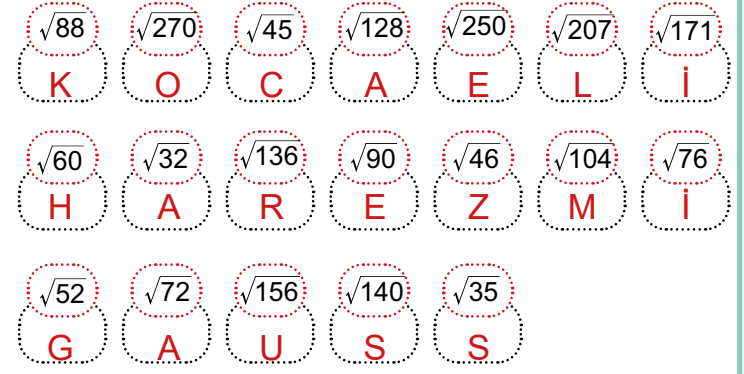 √88 √270 √45 √128 √250 √207 √171
K O C A E L İ
√60 √32 √136 √90 √46 √104 √76
H A R E Z M İ
√52 √72 √156 √140 √35
G A U S S